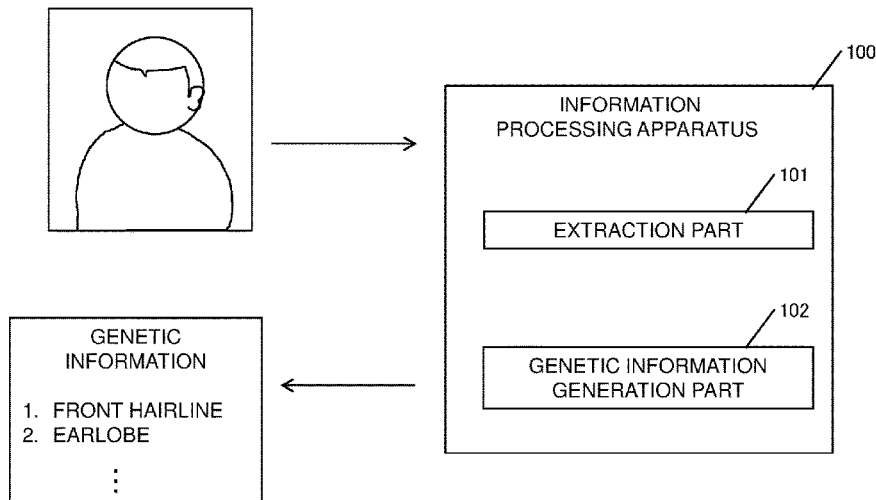 100
INFORMATION
PROCESSING APPARATUS
101
EXTRACTION PART
102
GENETIC INFORMATION
GENERATION PART
GENETIC
INFORMATION
1. FRONT HAIRLINE
2. EARLOBE
⋮